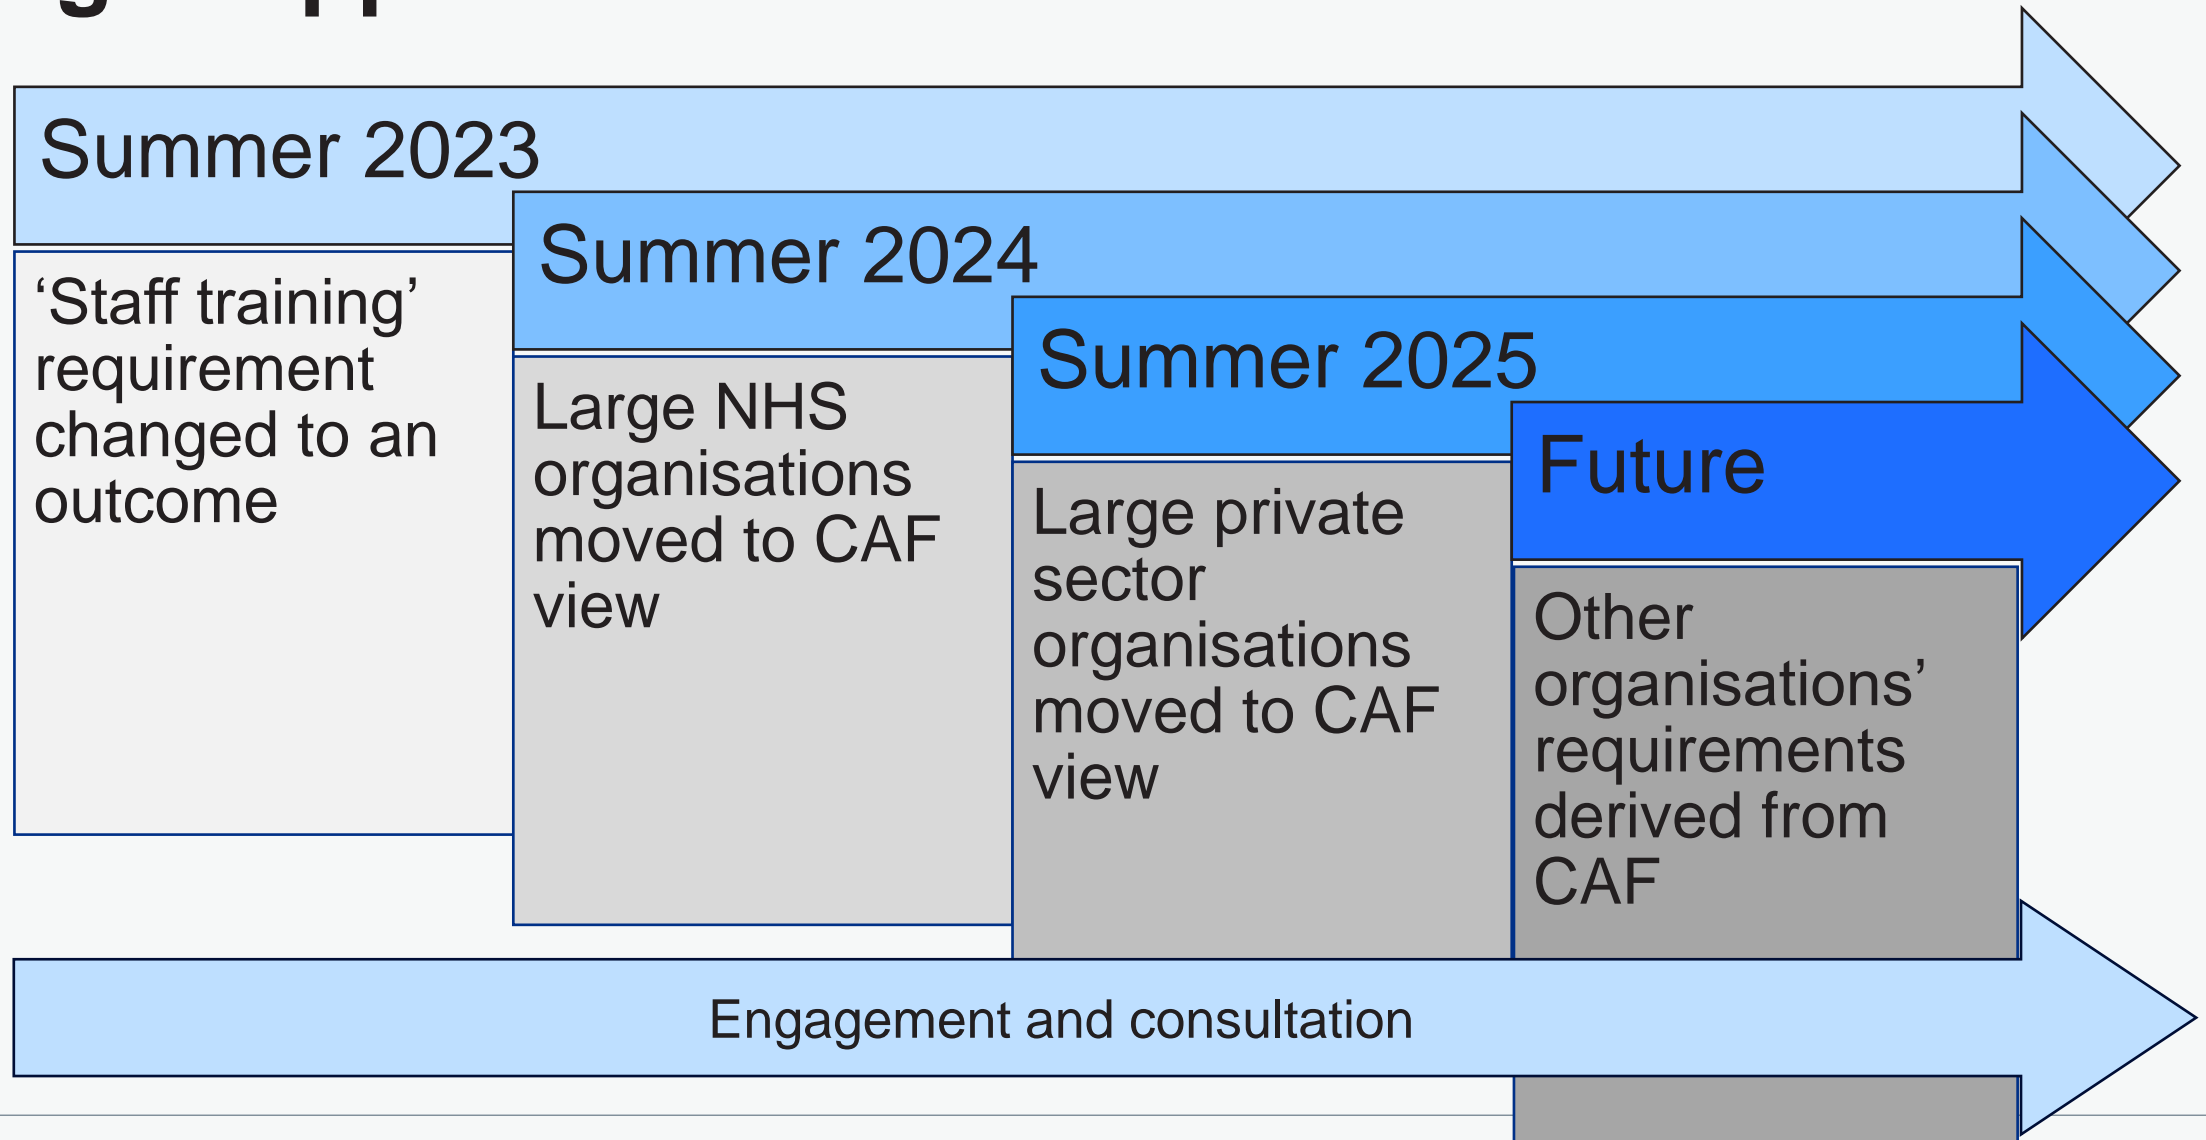 Summer 2023
‘Staff training’
requirement
changed to an
outcome
Summer 2024
Large NHS
organisations
moved to CAF
view
Summer 2025
Large private
sector
organisations
moved to CAF
view
Future
Other
organisations’
requirements
derived from
CAF
Engagement and consultation